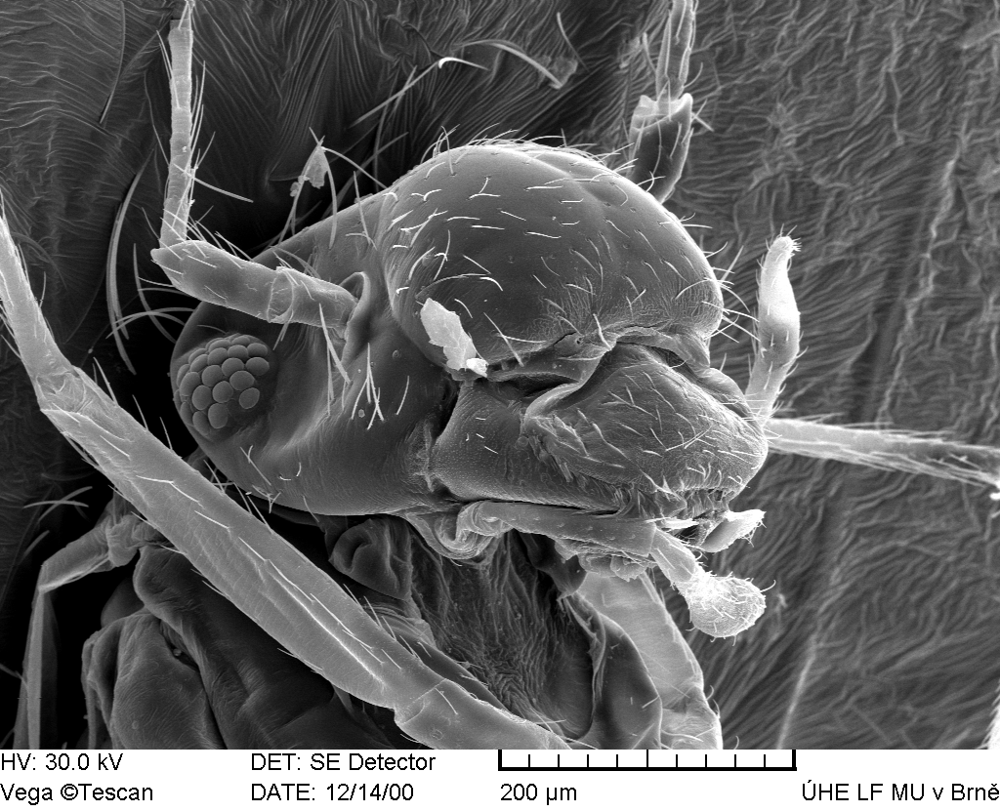 HV: 30.0 kV DET: SE Detector
Vega ©Tescan DATE: 12/14/00 200 µm ÚHE LF MU v Brně